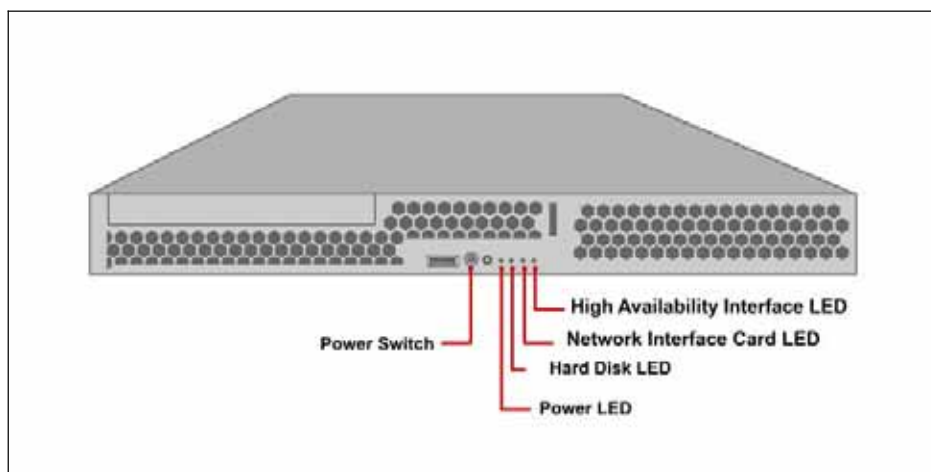 High Availability Interface LED
Power Switch
Network Interface Card LED
Hard Disk LED
Power LED